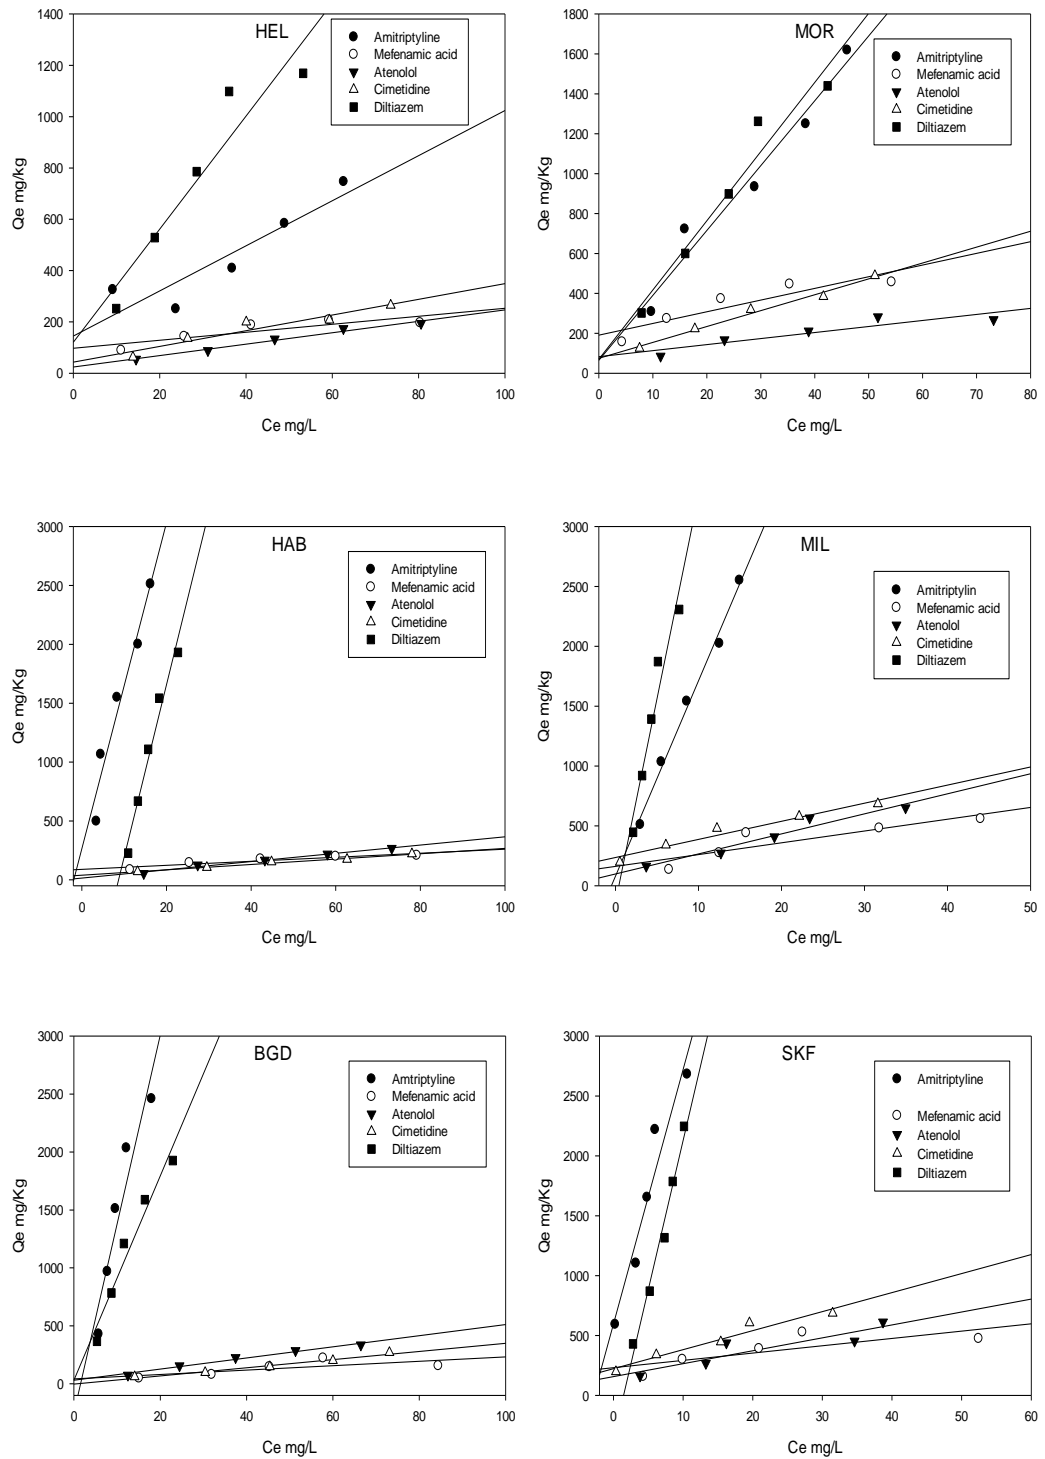 HEL
Qe mg/Kg
1400
1200
1000
800
600
400
200
0
Amitriptyline
Mefenamic acid
Atenolol
Cimetidine
Diltiazem
0 20 40 60 80 100
Ce mg/L
MOR
Qe mg/Kg
1800
1600
1400
1200
1000
800
600
400
200
0
Amitriptyline
Mefenamic acid
Atenolol
Cimetidine
Diltiazem
0 10 20 30 40 50 60 70 80
Ce mg/L
HAB
Qe mg/kg
3000
2500
2000
1500
1000
500
0
Amitriptyline
Mefenamic acid
Atenolol
Cimetidine
Diltiazem
0 20 40 60 80 100
Ce mg/L
MIL
Qe mg/kg
3000
2500
2000
1500
1000
500
0
Amitriptylin
Mefenamic acid
Atenolol
Cimetidine
Diltiazem
0 10 20 30 40 50
Ce mg/L
BGD
Qe mg/Kg
3000
2500
2000
1500
1000
500
0
Amtriptyline
Mefenamic acid
Atenolol
Cimetidine
Diltiazem
0 20 40 60 80 100
Ce mg/L
SKF
Qe mg/Kg
3000
2500
2000
1500
1000
500
0
Amitriptyline
Mefenamic acid
Atenolol
Cimetidine
Diltiazem
0 10 20 30 40 50 60
Ce mg/L